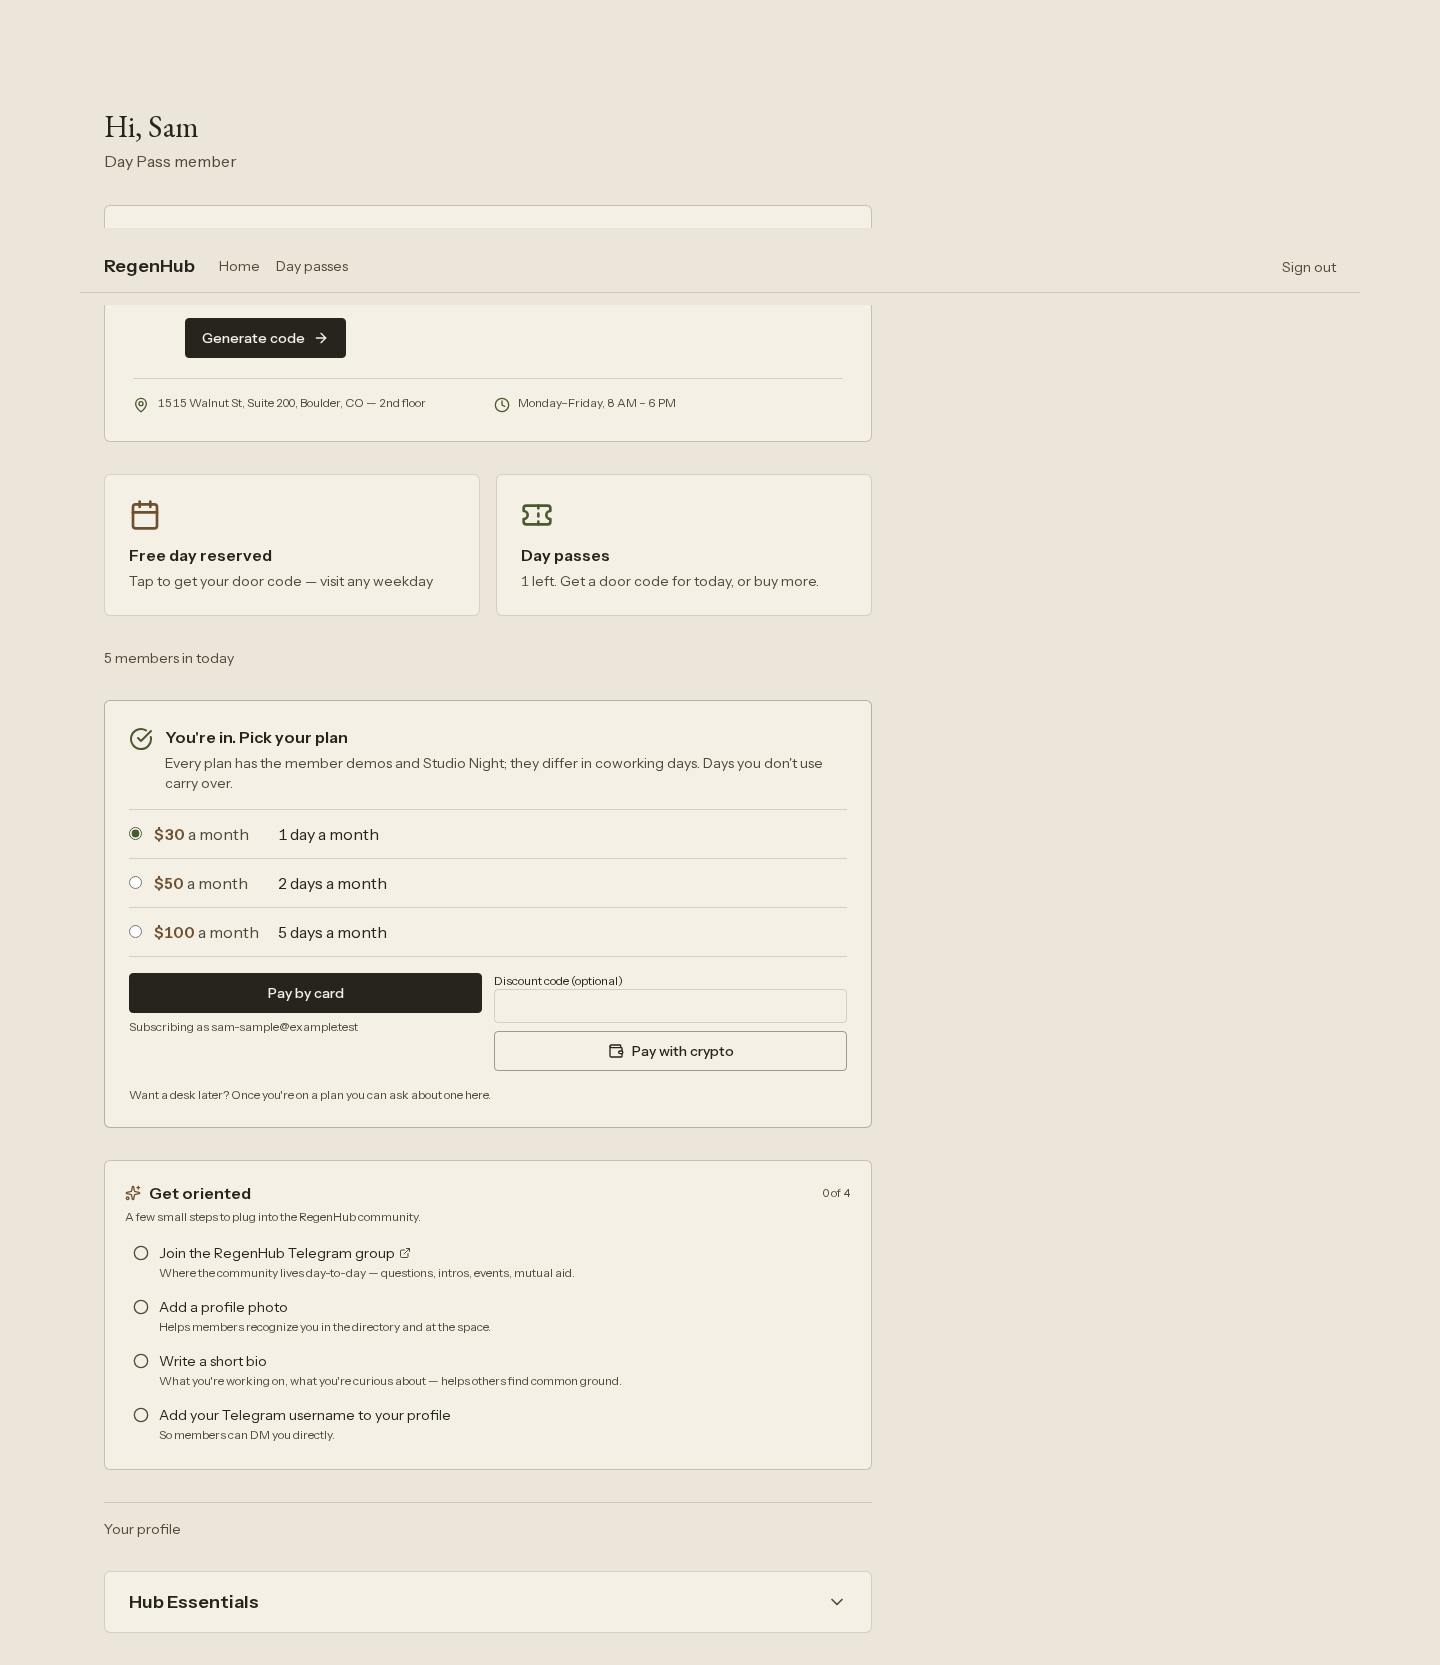 Hi, Sam
Day Pass member
RegenHub
Home
Day passes
Sign out
Generate code
1515 Walnut St, Suite 200, Boulder, CO — 2nd floor
Monday–Friday, 8 AM – 6 PM
Free day reserved
Tap to get your door code — visit any weekday
Day passes
1 left. Get a door code for today, or buy more.
5 members in today
You're in. Pick your plan
Every plan has the member demos and Studio Night; they differ in coworking days. Days you don't use
carry over.
$30 a month
1 day a month
$50 a month
2 days a month
$100 a month
5 days a month
Pay by card
Subscribing as sam-sample@example.test
Discount code (optional)
Pay with crypto
Want a desk later? Once you're on a plan you can ask about one here.
Get oriented
0 of 4
A few small steps to plug into the RegenHub community.
Join the RegenHub Telegram group
Where the community lives day-to-day — questions, intros, events, mutual aid.
Add a profile photo
Helps members recognize you in the directory and at the space.
Write a short bio
What you're working on, what you're curious about — helps others find common ground.
Add your Telegram username to your profile
So members can DM you directly.
Your profile
Hub Essentials